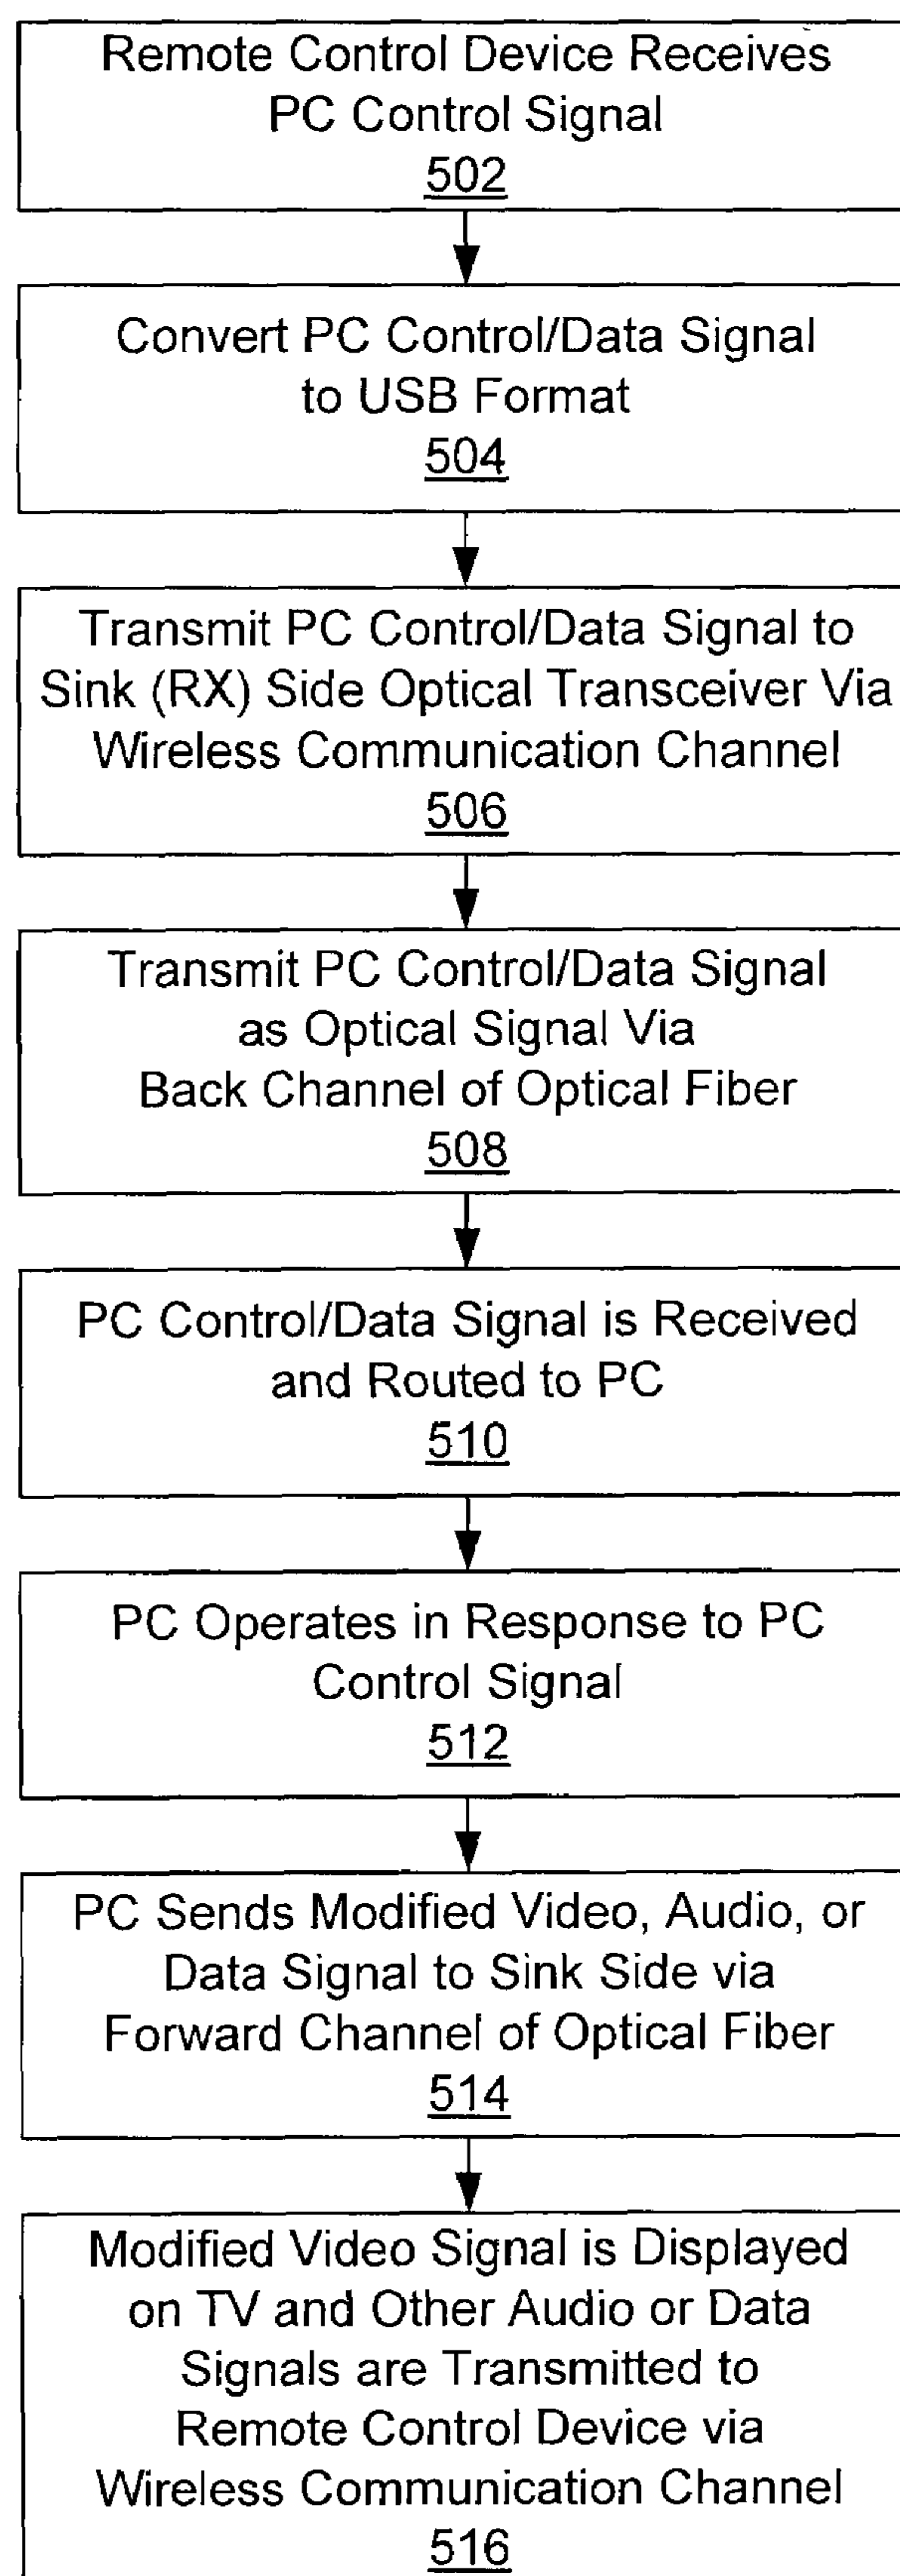 Remote Control Device Receives
PC Control Signal
502
Convert PC Control/Data Signal
to USB Format
504
Transmit PC Control/Data Signal to
Sink (RX) Side Optical Transceiver Via
Wireless Communication Channel
506
Transmit PC Control/Data Signal
as Optical Signal Via
Back Channel of Optical Fiber
508
PC Control/Data Signal is Received
and Routed to PC
510
PC Operates in Response to PC
Control Signal
512
PC Sends Modified Video, Audio, or
Data Signal to Sink Side via
Forward Channel of Optical Fiber
514
Modified Video Signal is Displayed
on TV and Other Audio or Data
Signals are Transmitted to
Remote Control Device via
Wireless Communication Channel
516